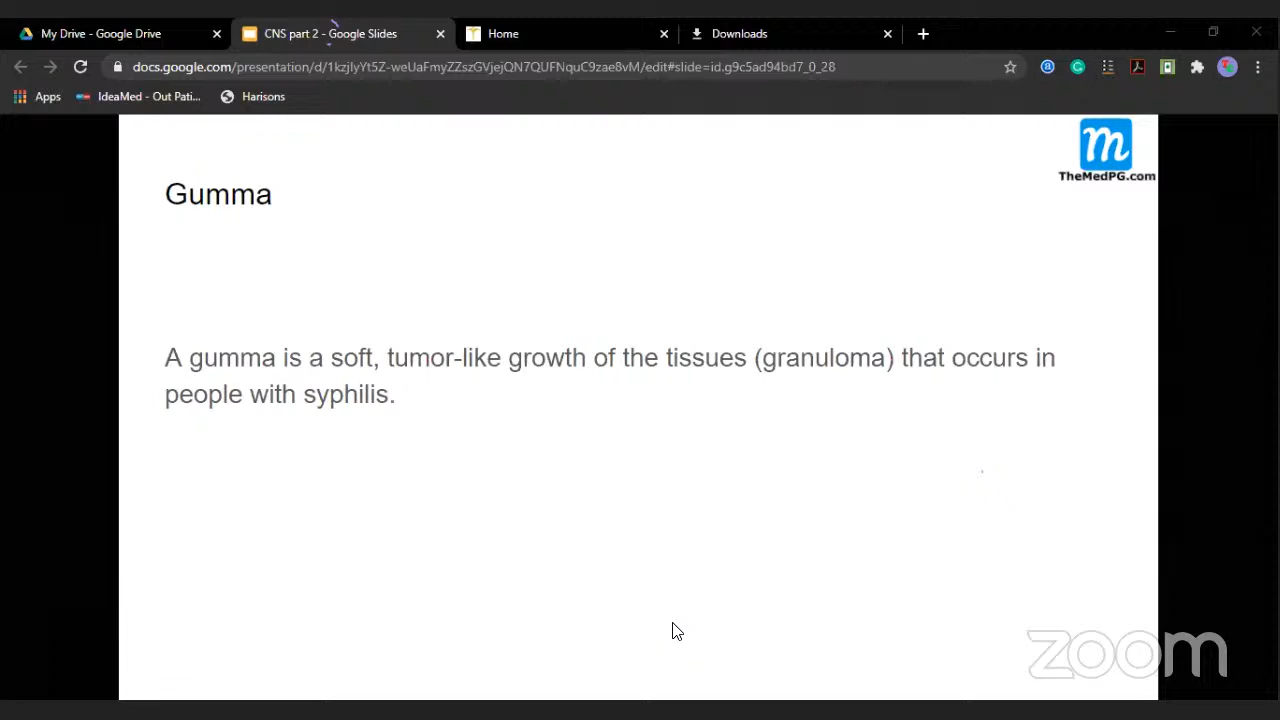 My Drive - Google Drive
CNS part 2 - Google Slides
Home
Downloads
docs.google.com/presentation/d/1kzjlyYt5Z-weUaFmyZZszGVjejQN7QUFNquC9zae8vM/edit#slide=id.g9c5ad94bd7_0_28
Apps
IdeaMed - Out Pati...
Harisons
m
TheMedPG.com
Gumma
A gumma is a soft, tumor-like growth of the tissues (granuloma) that occurs in
people with syphilis.
zoom